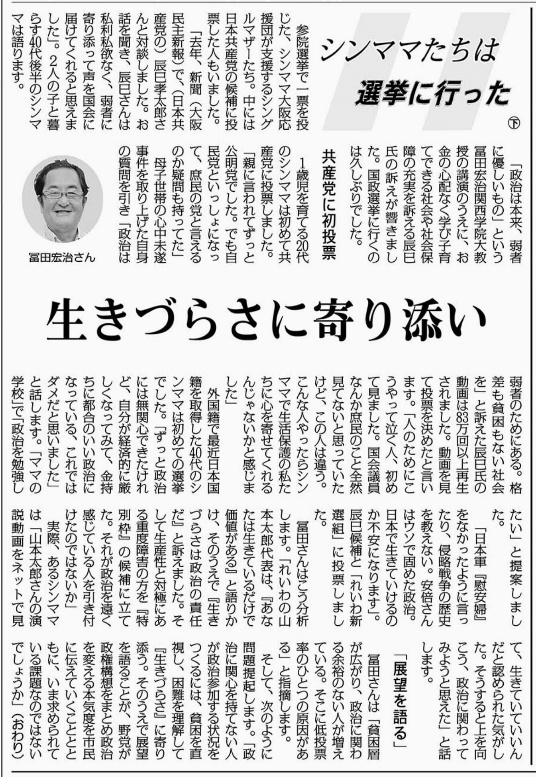 シンママたちは
選挙に行った
下
参院選挙で一票を投
じた、シンママ大阪応
援団が支援するシング
ルマザーたち。中には
日本共産党の候補に投
票した人もいました。
「去年、新聞(大阪
民主新報)で、(日本共
産党の)辰巳孝太郎さ
んと対談しました。お
話を聞き、辰巳さんは
私利私欲なく、弱者に
寄り添って声を国会に
届けてくれると思えま
した」。2人の子と暮
らす40代後半のシンマ
マは語ります。
「政治は本来、弱者
に優しいもの」という
冨田宏治関西学院大教
授の講演のうえに、お
金の心配なく学び子育
てできる社会や社会保
障の充実を訴える辰巳
氏の訴えが響きまし
た。国政選挙に行くの
は久しぶりでした。
共産党に初投票
1歳児を育てる20代
のシンママは初めて共
産党に投票しました。
「親に言われてずっと
公明党でした。でも自
民党といっしょになっ
て、庶民の党と言える
のか疑問も持ってた」
母子世帯の心中未遂
事件を取り上げた自身
の質問を引き「政治は
冨田宏治さん
生きづらさに寄り添い
弱者のためにある。格
差も貧困もない社会
を」と訴えた辰巳氏の
動画は83万回以上再生
されました。動画を見
て投票を決めたと言い
ます。「人のためにこ
うやって泣く人、初め
て見ました。国会議員
なんか庶民のこと全然
見てないと思っていた
けど、この人は違う。
こんな人やったらシン
ママで生活保護の私た
ちに心を寄せてくれる
んじゃないかと感じま
した」
外国籍で最近日本国
籍を取得した40代のシ
ンママは初めての選挙
でした。「ずっと政治
には無関心できたけれ
ど、自分が経済的に厳
しくなってみて、金持
ちに都合のいい政治に
なっている、これでは
ダメだと思いました」
と話します。「ママの
学校」で「政治を勉強し
たい」と提案しまし
た。
「日本軍『慰安婦』
をなかったように言っ
たり、侵略戦争の歴史
を教えない。安倍さん
はウソで固めた政治。
日本で生きていけるの
か不安になります」。
辰巳候補と「れいわ新
選組」に投票しまし
た。
冨田さんはこう分析
します。「れいわの山
本太郎代表は、『あな
たは生きているだけで
価値がある』と語りか
け、そのうえで『生き
づらさは政治の責任
だ』と訴えました。そ
して生産性と対極にあ
る重度障害の方を『特
別枠』の候補に立て
た。それが政治を遠く
感じている人を引き付
けたのではないか」
実際、あるシンママ
は「山本太郎さんの演
説動画をネットで見
て、生きていていいん
だと認められた気がし
た。そうすると上を向
こう、政治に関わって
みようと思えた」と話
します。
「展望を語る」
冨田さんは「貧困層
が広がり、政治に関わ
る余裕のない人が増え
ている。そこに低投票
率のひとつの原因があ
る」と指摘します。
そして、次のように
問題提起します。「政
治に関心を持てない人
が政治参加する状況を
つくるには、貧困を直
視し、困難を理解して
『生きづらさ』に寄り
添う。そのうえで展望
を語ることが、野党が
政権構想をまとめ政治
を変える本気度を市民
に伝えていくこととと
もに、いま求められて
いる課題なのではない
でしょうか」(おわり)